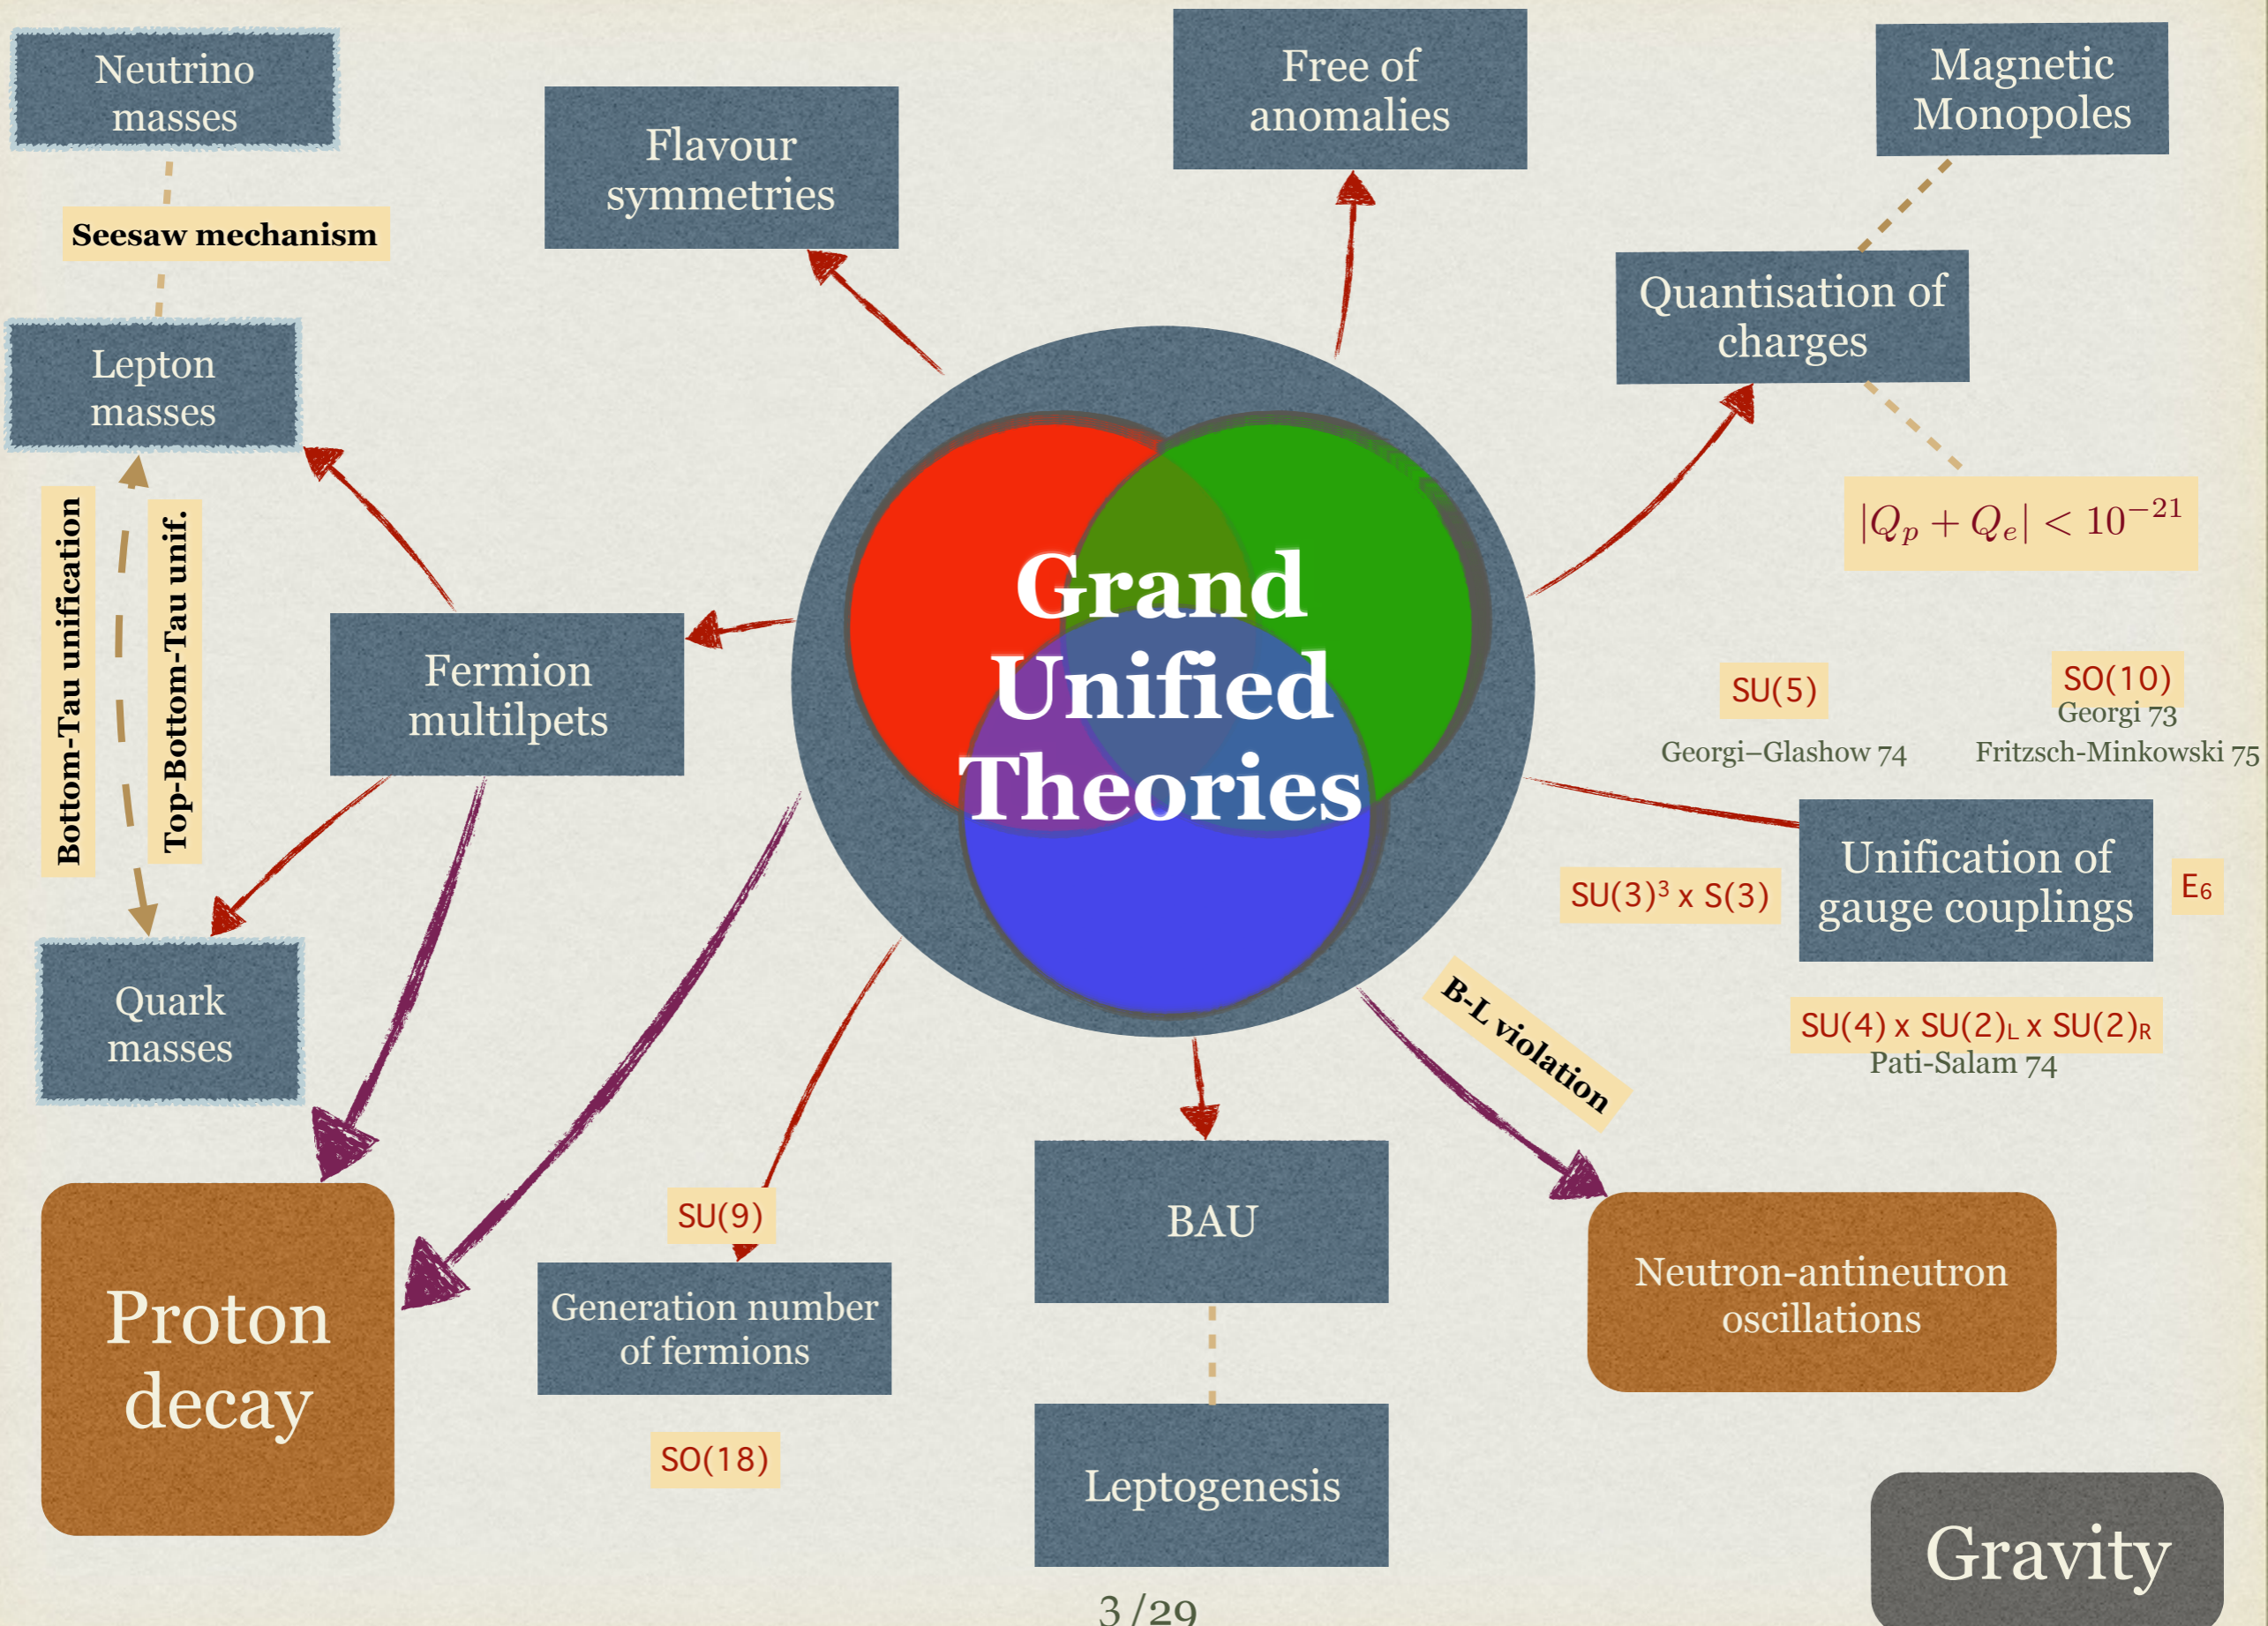 Neutrino
masses
Seesaw mechanism
Lepton
masses
Bottom-Tau unification
Top-Bottom-Tau unif.
Quark
masses
Flavour
symmetries
Free of
anomalies
Magnetic
Monopoles
Quantisation of
charges
|Q_p + Q_e| < 10^{-21}
Fermion
multilpets
Grand
Unified
Theories
SU(5)
Georgi–Glashow 74
SO(10)
Georgi 73
Fritzsch-Minkowski 75
Unification of
gauge couplings
SU(3)³ x S(3)
E₆
SU(4) x SU(2)L x SU(2)R
Pati-Salam 74
B-L violation
Neutron-antineutron
oscillations
Proton
decay
SU(9)
Generation number
of fermions
SO(18)
BAU
Leptogenesis
Gravity
3 /29